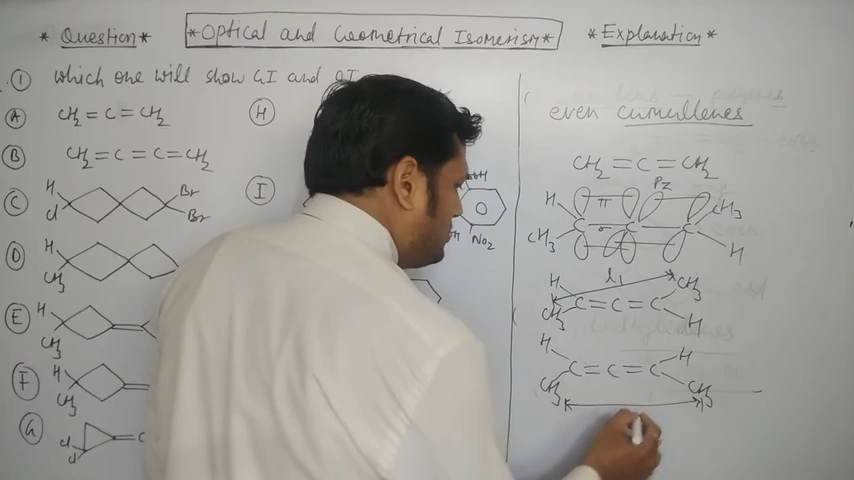 * Question *
*Optical and Geometrical Isomerism*
* Explanation *
① which one will show GI and OI
Ⓐ CH2 = C = CH2
Ⓑ CH2 = C = C = CH2
Ⓒ H Cl Br Br
Ⓓ H CH3
Ⓔ H CH3
Ⓕ H CH3
Ⓖ Cl Cl = C
Ⓗ
Ⓘ NO2
even cumullenes
CH2 = C = CH2
Pz
H π CH3
C σ C C
CH3 H
l1
H CH3
C = C = C
CH3 H
H H
C = C = C
CH3 CH3